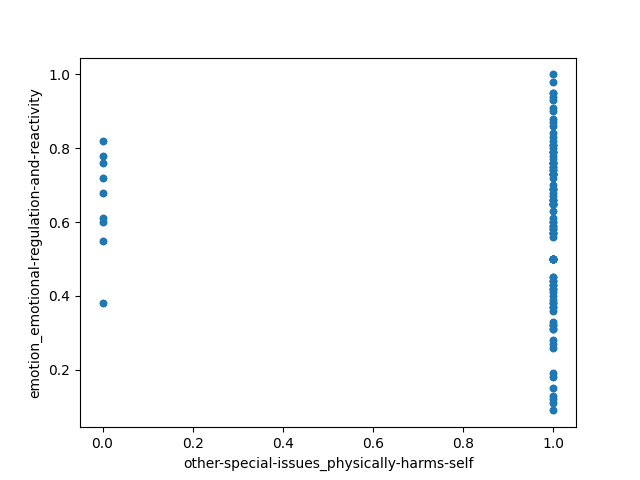 1.0
0.8
0.6
0.4
0.2
emotion_emotional-regulation-and-reactivity
0.0 0.2 0.4 0.6 0.8 1.0
other-special-issues_physically-harms-self